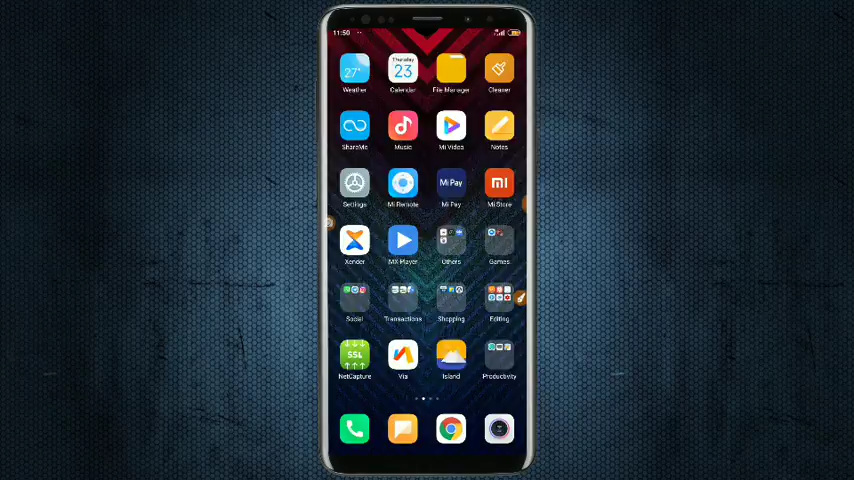 11:50
27°
Thursday
23
Weather
Calendar
File Manager
Cleaner
ShareMe
Music
Mi Video
Notes
Mi Pay
Settings
Mi Remote
Mi Pay
Mi Store
Xender
MX Player
Others
Games
Social
Transactions
Shopping
Editing
SSL
NetCapture
Via
Island
Productivity